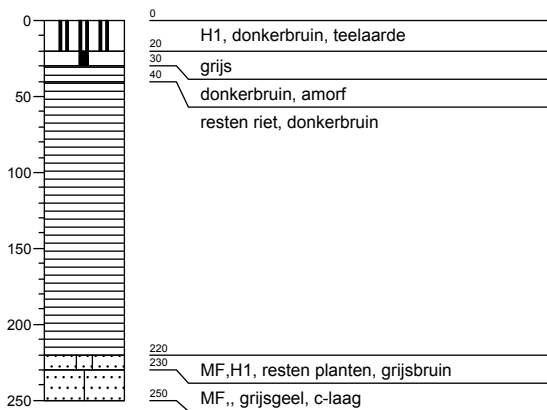 0
0
H1, donkerbruin, teelaarde
20
30
grijs
40
donkerbruin, amorf
50
resten riet, donkerbruin
100
150
200
220
230
MF,H1, resten planten, grijsbruin
250
250
MF,, grijsgeel, c-laag